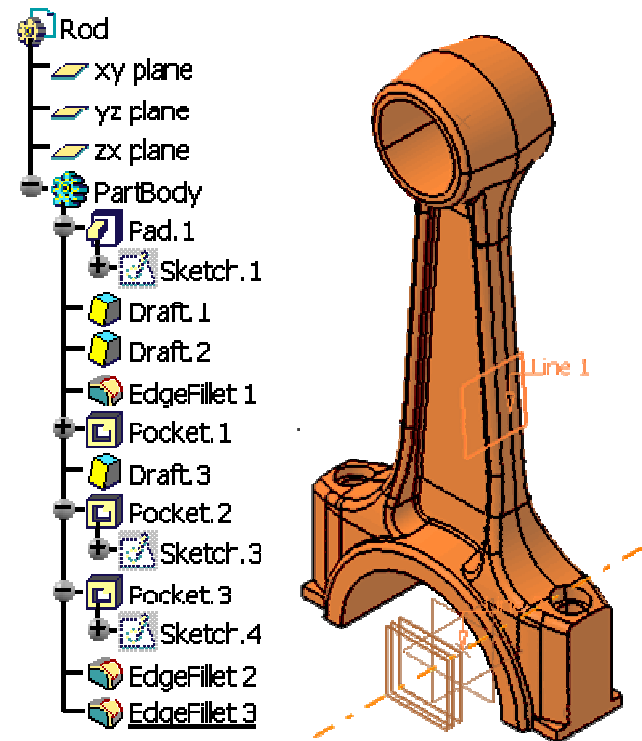 Rod
xy plane
yz plane
zx plane
PartBody
Pad.1
Sketch.1
Draft.1
Draft.2
EdgeFillet.1
Pocket.1
Line 1
Draft.3
Pocket.2
Sketch.3
Pocket.3
Sketch.4
EdgeFillet.2
EdgeFillet.3